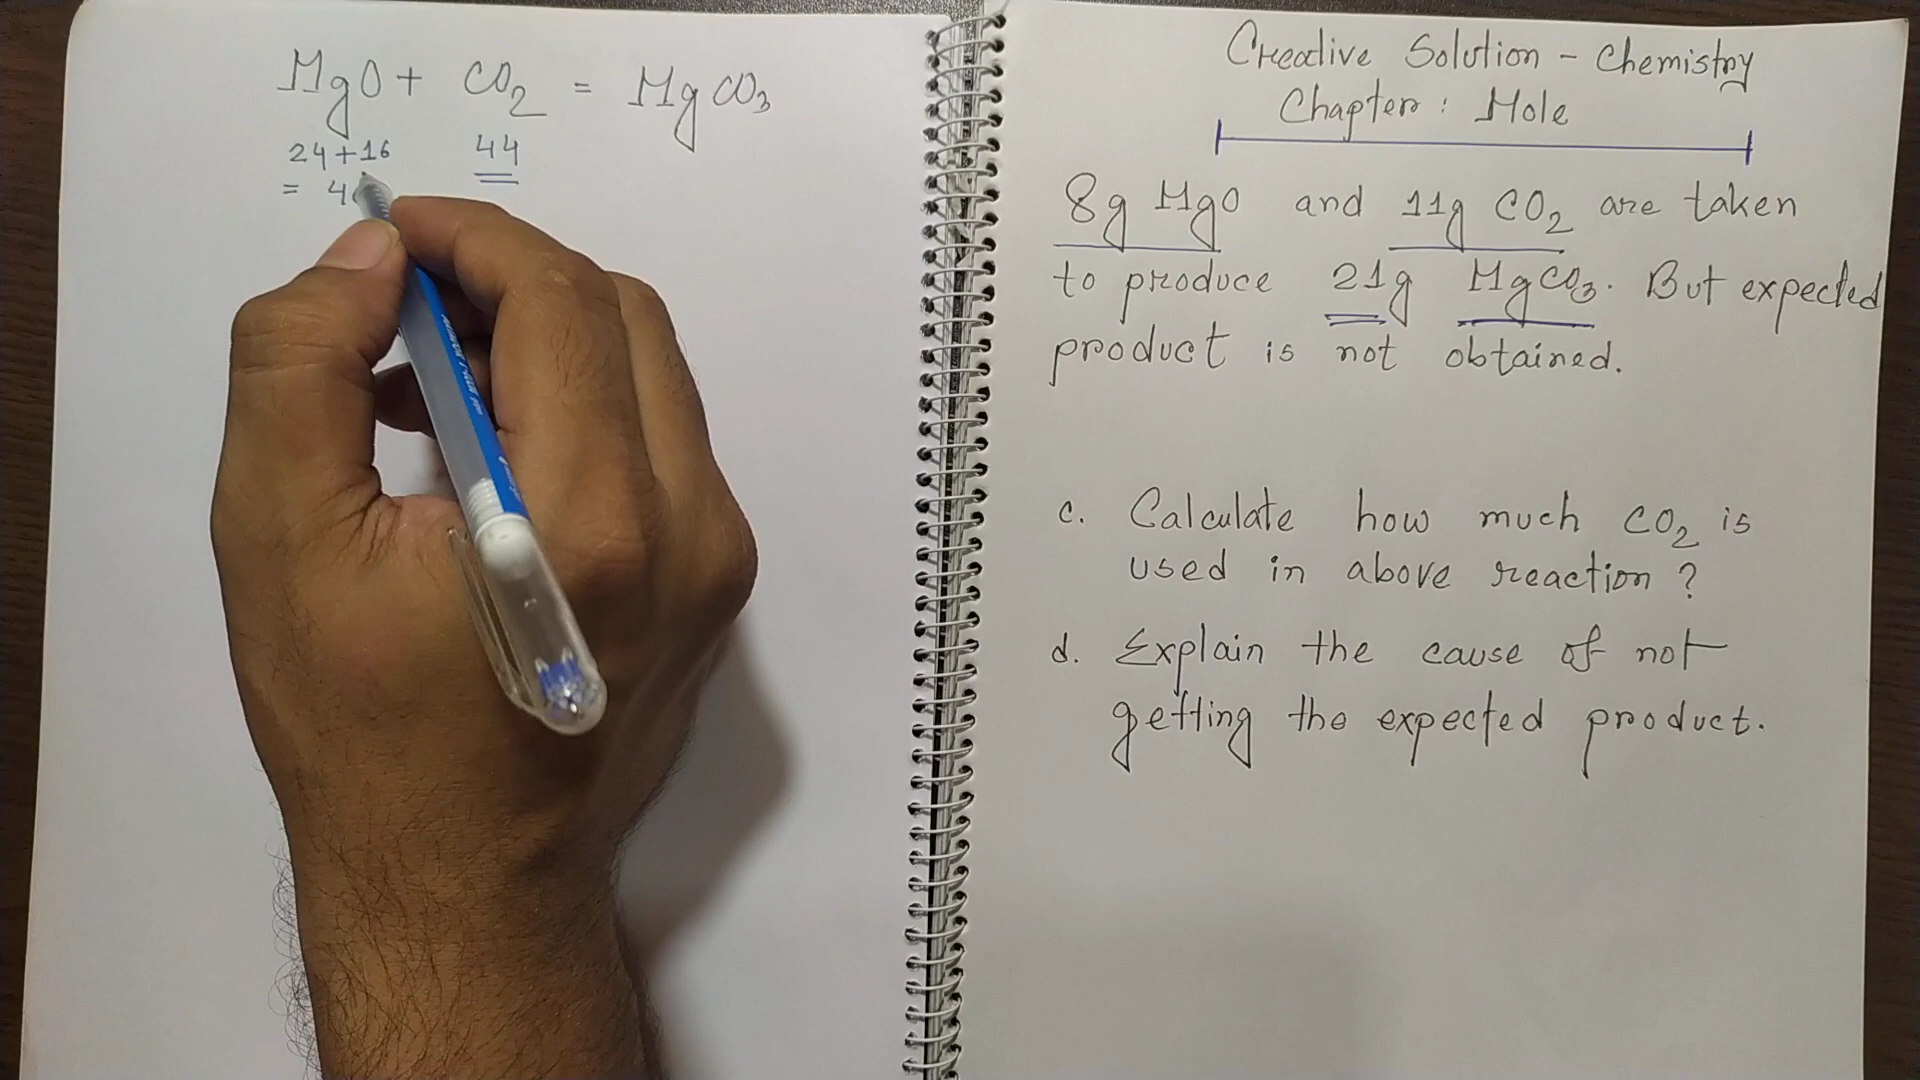 MgO + CO₂ = MgCO₃
24+16 44
= 4
Creative Solution - Chemistry
Chapter : Mole
8g MgO and 11g CO₂ are taken
to produce 21g MgCO₃. But expected
product is not obtained.
c. Calculate how much CO₂ is
used in above reaction?
d. Explain the cause of not
getting the expected product.